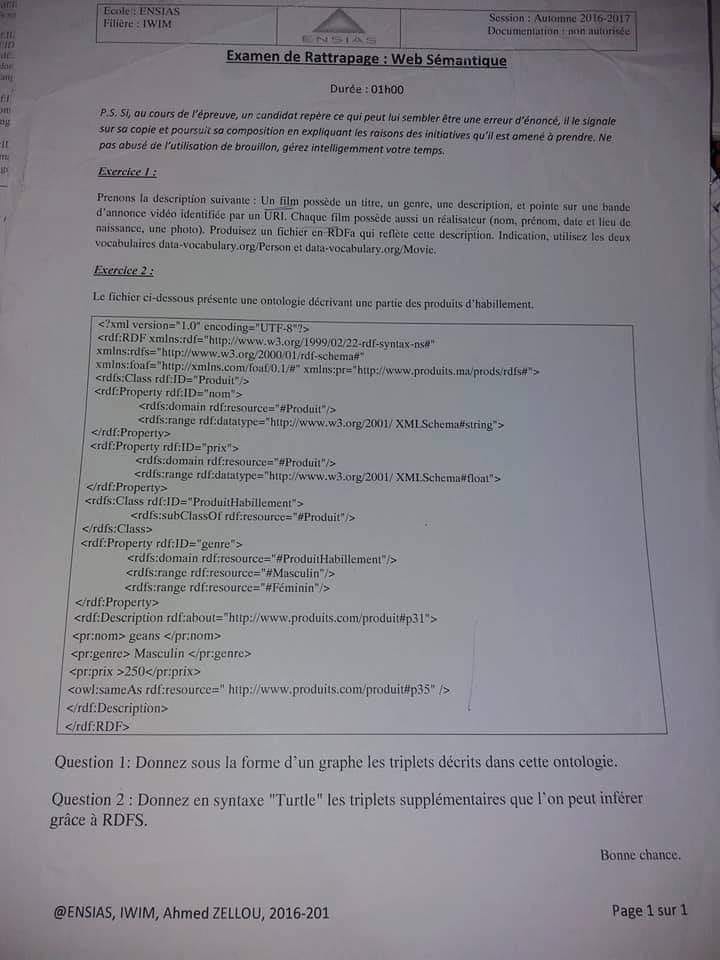 Ecole : ENSIAS
Filière : IWIM
ENSIAS
Session : Automne 2016-2017
Documentation : non autorisée
Examen de Rattrapage : Web Sémantique
Durée : 01h00
P.S. Si, au cours de l'épreuve, un candidat repère ce qui peut lui sembler être une erreur d'énoncé, il le signale
sur sa copie et poursuit sa composition en expliquant les raisons des initiatives qu'il est amené à prendre. Ne
pas abusé de l'utilisation de brouillon, gérez intelligemment votre temps.
Exercice 1 :
Prenons la description suivante : Un film possède un titre, un genre, une description, et pointe sur une bande
d'annonce vidéo identifiée par un URI. Chaque film possède aussi un réalisateur (nom, prénom, date et lieu de
naissance, une photo). Produisez un fichier en RDFa qui reflète cette description. Indication, utilisez les deux
vocabulaires data-vocabulary.org/Person et data-vocabulary.org/Movie.
Exercice 2 :
Le fichier ci-dessous présente une ontologie décrivant une partie des produits d'habillement.
<?xml version="1.0" encoding="UTF-8"?>
<rdf:RDF xmlns:rdf="http://www.w3.org/1999/02/22-rdf-syntax-ns#"
xmlns:rdfs="http://www.w3.org/2000/01/rdf-schema#"
xmlns:foaf="http://xmlns.com/foaf/0.1/#" xmlns:pr="http://www.produits.ma/prods/rdfs#">
<rdfs:Class rdf:ID="Produit"/>
<rdf:Property rdf:ID="nom">
<rdfs:domain rdf:resource="#Produit"/>
<rdfs:range rdf:datatype="http://www.w3.org/2001/ XMLSchema#string">
</rdf:Property>
<rdf:Property rdf:ID="prix">
<rdfs:domain rdf:resource="#Produit"/>
<rdfs:range rdf:datatype="http://www.w3.org/2001/ XMLSchema#float">
</rdf:Property>
<rdfs:Class rdf:ID="ProduitHabillement">
<rdfs:subClassOf rdf:resource="#Produit"/>
</rdfs:Class>
<rdf:Property rdf:ID="genre">
<rdfs:domain rdf:resource="#ProduitHabillement"/>
<rdfs:range rdf:resource="#Masculin"/>
<rdfs:range rdf:resource="#Féminin"/>
</rdf:Property>
<rdf:Description rdf:about="http://www.produits.com/produit#p31">
<pr:nom> geans </pr:nom>
<pr:genre> Masculin </pr:genre>
<pr:prix >250</pr:prix>
<owl:sameAs rdf:resource=" http://www.produits.com/produit#p35" />
</rdf:Description>
</rdf:RDF>
Question 1: Donnez sous la forme d'un graphe les triplets décrits dans cette ontologie.
Question 2 : Donnez en syntaxe "Turtle" les triplets supplémentaires que l'on peut inférer
grâce à RDFS.
Bonne chance.
@ENSIAS, IWIM, Ahmed ZELLOU, 2016-201
Page 1 sur 1